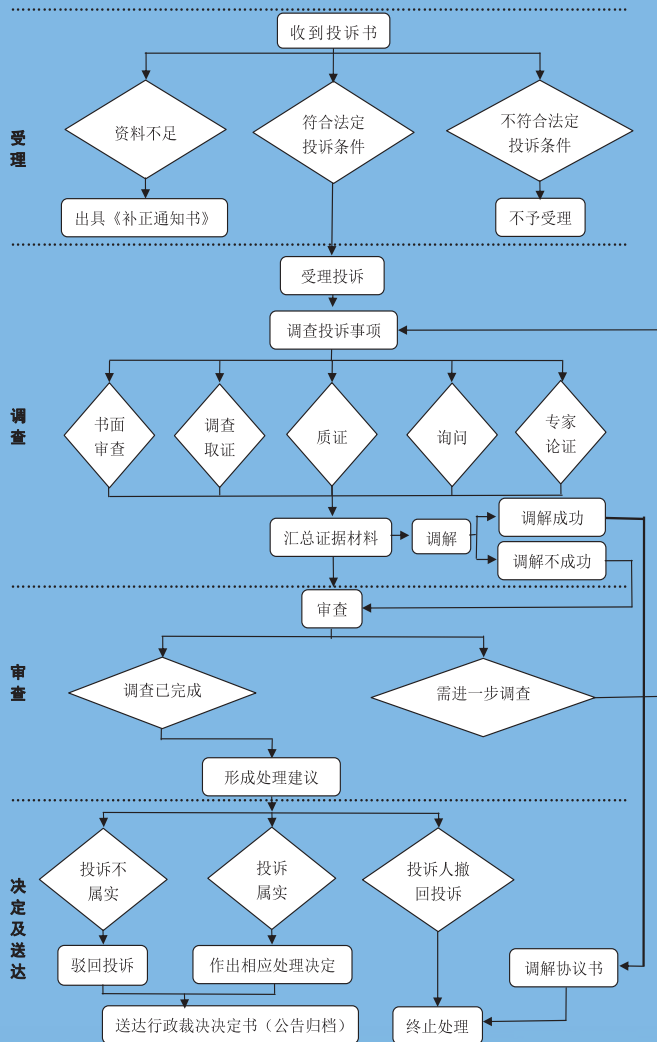 收到投诉书
受
理
资料不足
符合法定
投诉条件
不符合法定
投诉条件
出具《补正通知书》
不予受理
受理投诉
调查投诉事项
调
查
书面
审查
调查
取证
质证
询问
专家
论证
汇总证据材料
调解
调解成功
调解不成功
审查
审
查
调查已完成
需进一步调查
形成处理建议
决
定
及
送
达
投诉不
属实
投诉
属实
投诉人撤
回投诉
驳回投诉
作出相应处理决定
调解协议书
送达行政裁决决定书（公告归档）
终止处理